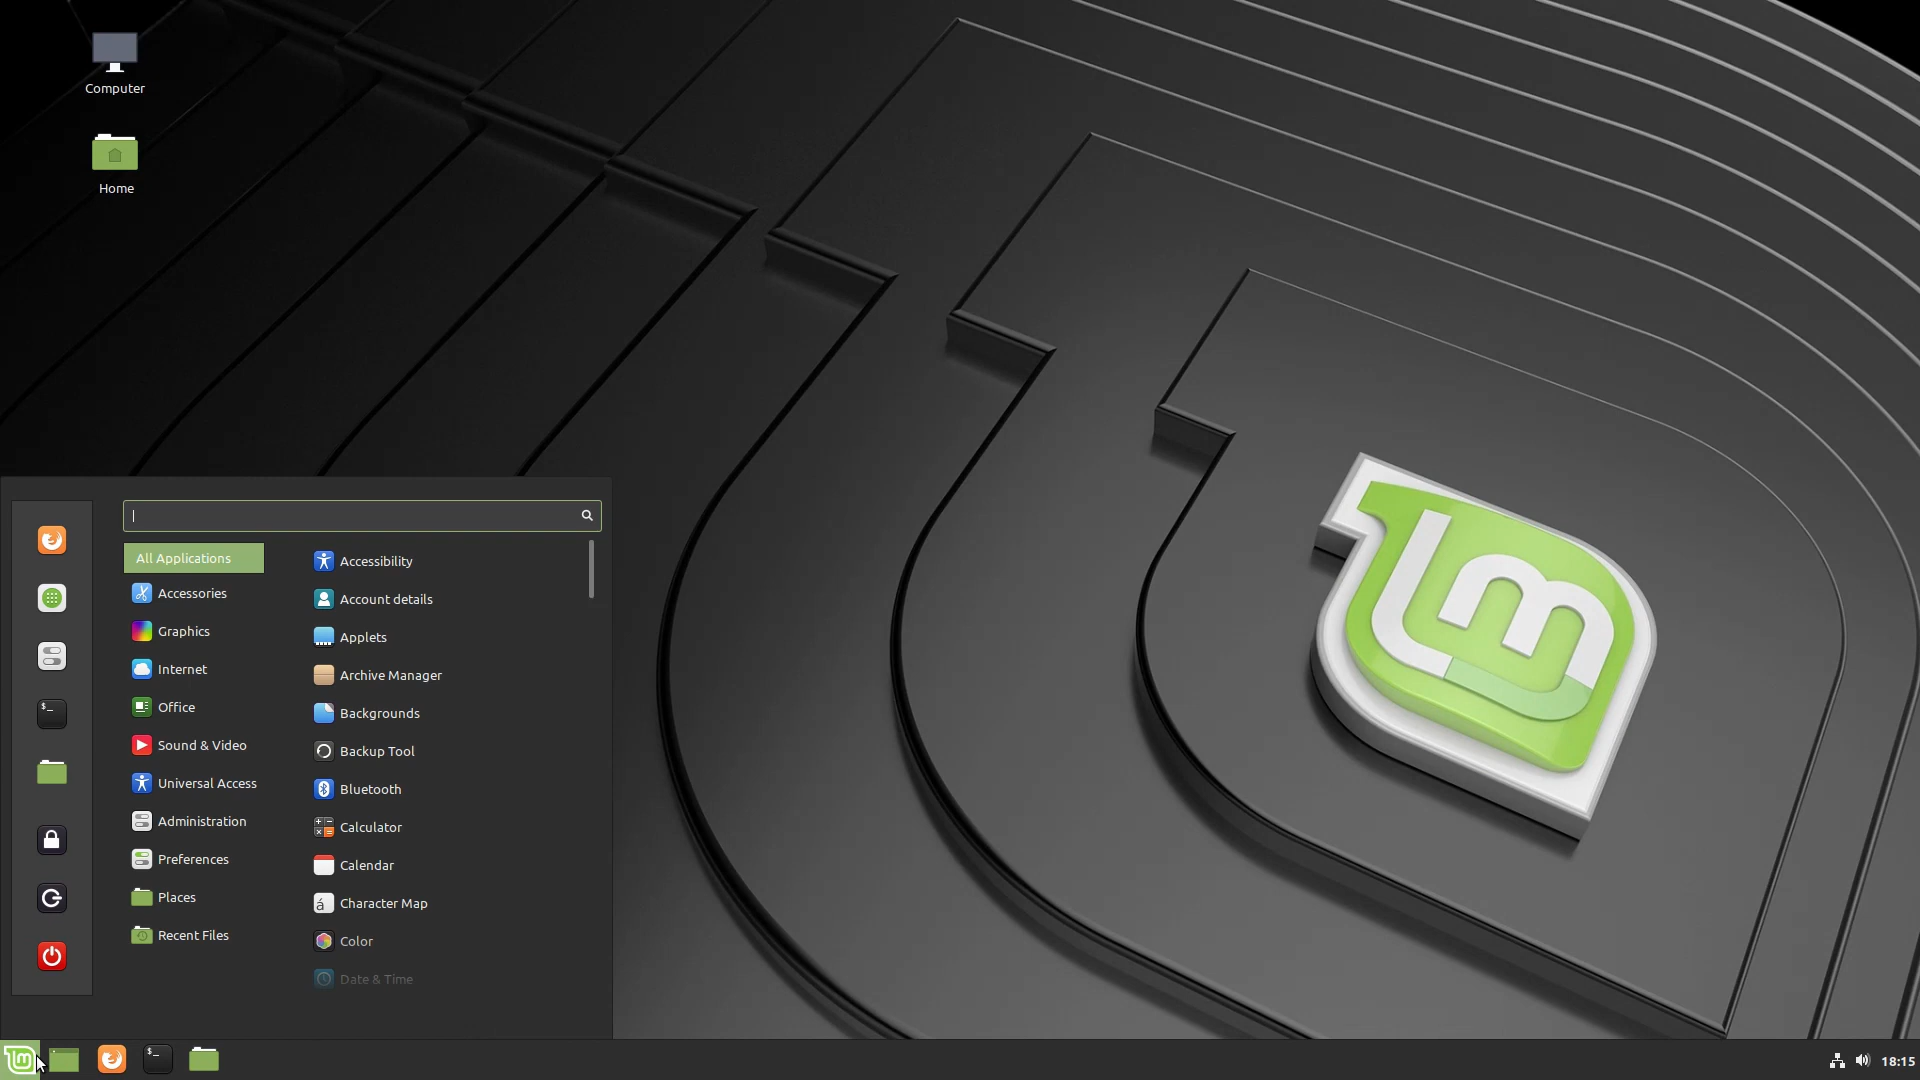 Computer
Home
All Applications
Accessories
Graphics
Internet
Office
Sound & Video
Universal Access
Administration
Preferences
Places
Recent Files
Accessibility
Account details
Applets
Archive Manager
Backgrounds
Backup Tool
Bluetooth
Calculator
Calendar
Character Map
Color
Date & Time
18:15